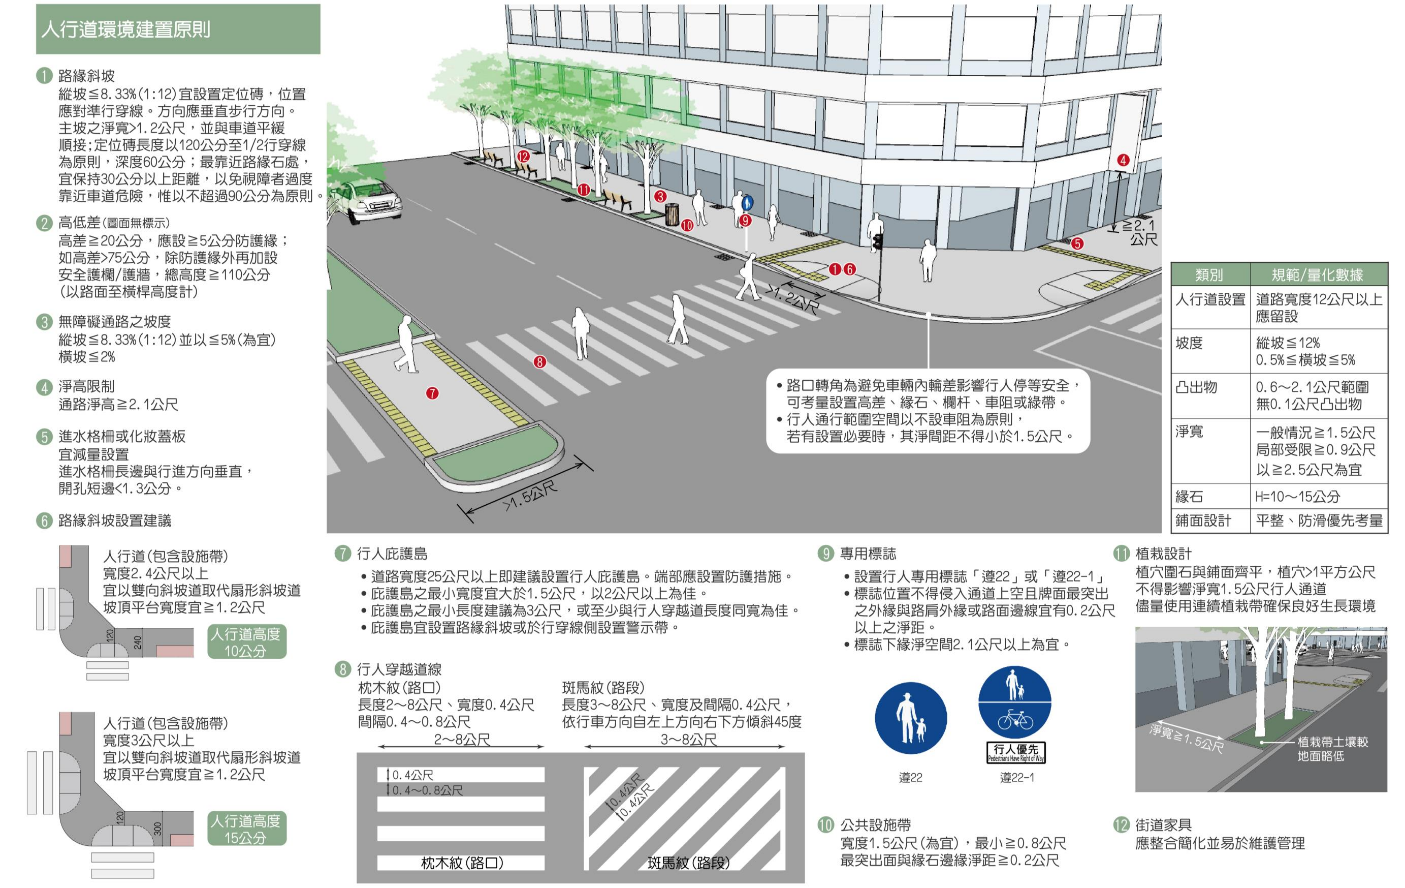 人行道環境建置原則
1 路緣斜坡
縱坡≦8.33%(1:12)宜設置定位磚，位置
應對準行穿線。方向應垂直步行方向。
主坡之淨寬>1.2公尺，並與車道平緩
順接;定位磚長度以120公分至1/2行穿線
為原則，深度60公分；最靠近路緣石處，
宜保持30公分以上距離，以免視障者過度
靠近車道危險，惟以不超過90公分為原則。
2 高低差(圖面無標示)
高差≧20公分，應設≧5公分防護緣；
如高差>75公分，除防護緣外再加設
安全護欄/護牆，總高度≧110公分
(以路面至橫桿高度計)
3 無障礙通路之坡度
縱坡≦8.33%(1:12)並以≦5%(為宜)
橫坡≦2%
4 淨高限制
通路淨高≧2.1公尺
5 進水格柵或化妝蓋板
宜減量設置
進水格柵長邊與行進方向垂直，
開孔短邊<1.3公分。
6 路緣斜坡設置建議
人行道(包含設施帶)
寬度2.4公尺以上
宜以雙向斜坡道取代扇形斜坡道
坡頂平台寬度宜≧1.2公尺
120
240
人行道高度
10公分
人行道(包含設施帶)
寬度3公尺以上
宜以雙向斜坡道取代扇形斜坡道
坡頂平台寬度宜≧1.2公尺
120
300
人行道高度
15公分
12
11
3
10
9
1 6
5
4
≧2.1
公尺
>1.2公尺
8
7
>1.5公尺
•路口轉角為避免車輛內輪差影響行人停等安全，
可考量設置高差、緣石、欄杆、車阻或綠帶。
•行人通行範圍空間以不設車阻為原則，
若有設置必要時，其淨間距不得小於1.5公尺。
類別 規範/量化數據
人行道設置 道路寬度12公尺以上
應留設
坡度 縱坡≦12%
0.5%≦橫坡≦5%
凸出物 0.6～2.1公尺範圍
無0.1公尺凸出物
淨寬 一般情況≧1.5公尺
局部受限≧0.9公尺
以≧2.5公尺為宜
緣石 H=10～15公分
鋪面設計 平整、防滑優先考量
7 行人庇護島
•道路寬度25公尺以上即建議設置行人庇護島。端部應設置防護措施。
•庇護島之最小寬度宜大於1.5公尺，以2公尺以上為佳。
•庇護島之最小長度建議為3公尺，或至少與行人穿越道長度同寬為佳。
•庇護島宜設置路緣斜坡或於行穿線側設置警示帶。
8 行人穿越道線
枕木紋(路口)
長度2～8公尺、寬度0.4公尺
間隔0.4～0.8公尺
2～8公尺
0.4公尺
0.4～0.8公尺
枕木紋(路口)
斑馬紋(路段)
長度3～8公尺、寬度及間隔0.4公尺，
依行車方向自左上方向右下方傾斜45度
3～8公尺
0.4公尺
0.4公尺
斑馬紋(路段)
9 專用標誌
•設置行人專用標誌「遵22」或「遵22-1」
•標誌位置不得侵入通道上空且牌面最突出
之外緣與路肩外緣或路面邊線宜有0.2公尺
以上之淨距。
•標誌下緣淨空間2.1公尺以上為宜。
遵22
行人優先
Pedestrians Have Right of Way
遵22-1
10 公共設施帶
寬度1.5公尺(為宜)，最小≧0.8公尺
最突出面與緣石邊緣淨距≧0.2公尺
11 植栽設計
植穴圍石與鋪面齊平，植穴>1平方公尺
不得影響淨寬1.5公尺行人通道
儘量使用連續植栽帶確保良好生長環境
淨寬≧1.5公尺
植栽帶土壤較
地面略低
12 街道家具
應整合簡化並易於維護管理